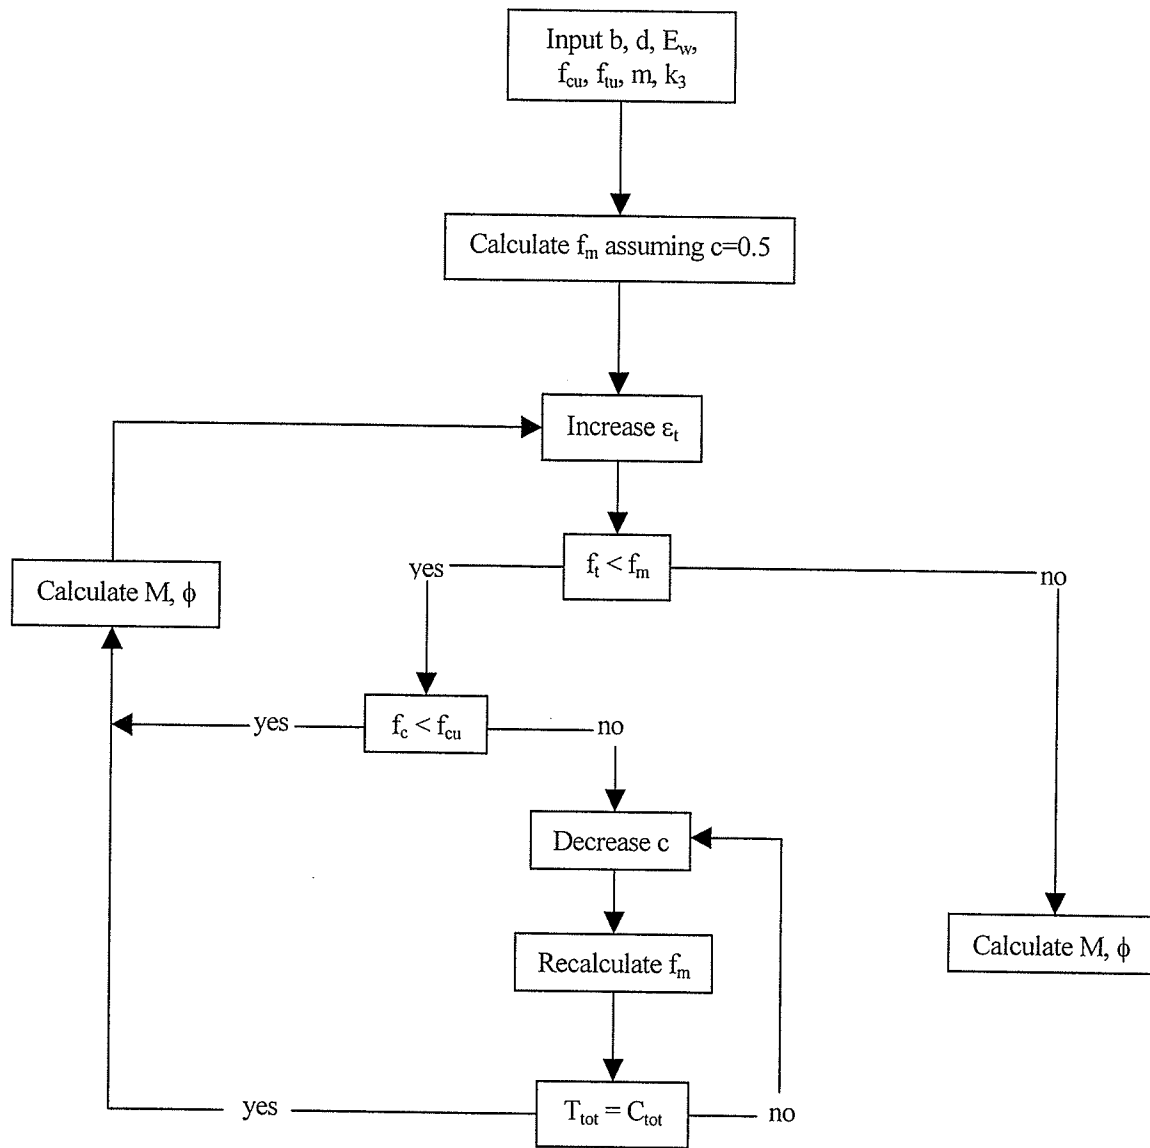 Input b, d, E_w,
f_cu, f_tu, m, k_3
Calculate f_m assuming c=0.5
Increase ε_t
f_t < f_m
yes
no
Calculate M, ϕ
f_c < f_cu
yes
no
Decrease c
Recalculate f_m
Calculate M, ϕ
T_tot = C_tot
yes
no